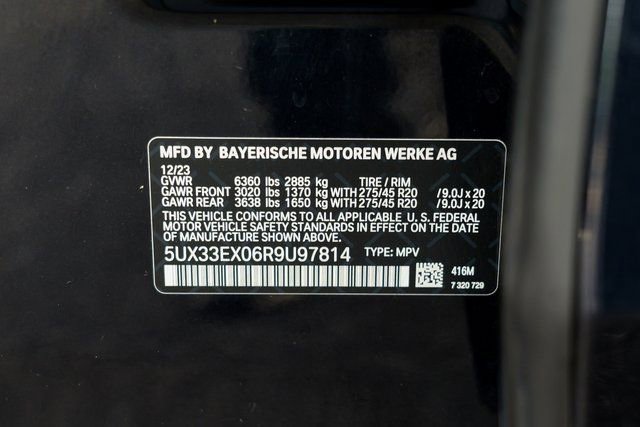 MFD BY BAYERISCHE MOTOREN WERKE AG
12/23
GVWR 6360 lbs 2885 kg TIRE / RIM
GAWR FRONT 3020 lbs 1370 kg WITH 275/45 R20 /9.0J x 20
GAWR REAR 3638 lbs 1650 kg WITH 275/45 R20 /9.0J x 20
THIS VEHICLE CONFORMS TO ALL APPLICABLE U. S. FEDERAL
MOTOR VEHICLE SAFETY STANDARDS IN EFFECT ON THE DATE
OF MANUFACTURE SHOWN ABOVE.
5UX33EX06R9U97814 TYPE: MPV
416M
7 320 729